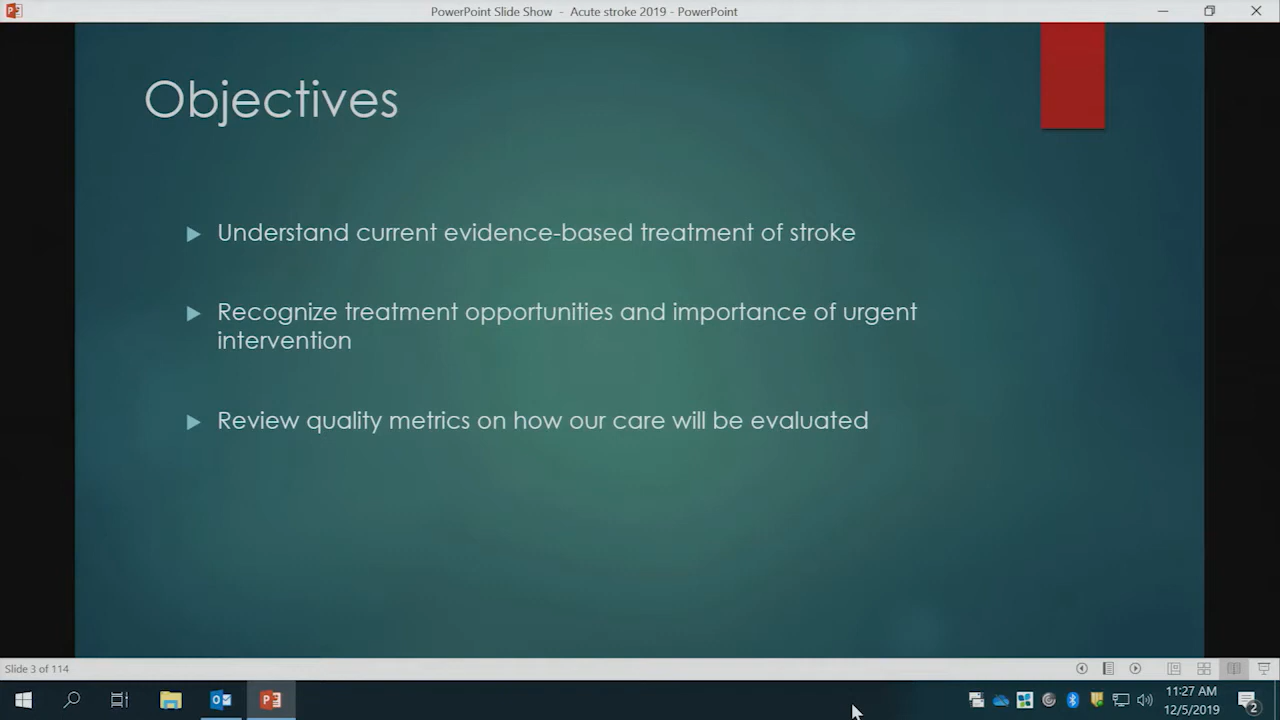 PowerPoint Slide Show - Acute stroke 2019 - PowerPoint
Objectives
Understand current evidence-based treatment of stroke
Recognize treatment opportunities and importance of urgent
intervention
Review quality metrics on how our care will be evaluated
Slide 3 of 114
11:27 AM
12/5/2019
2